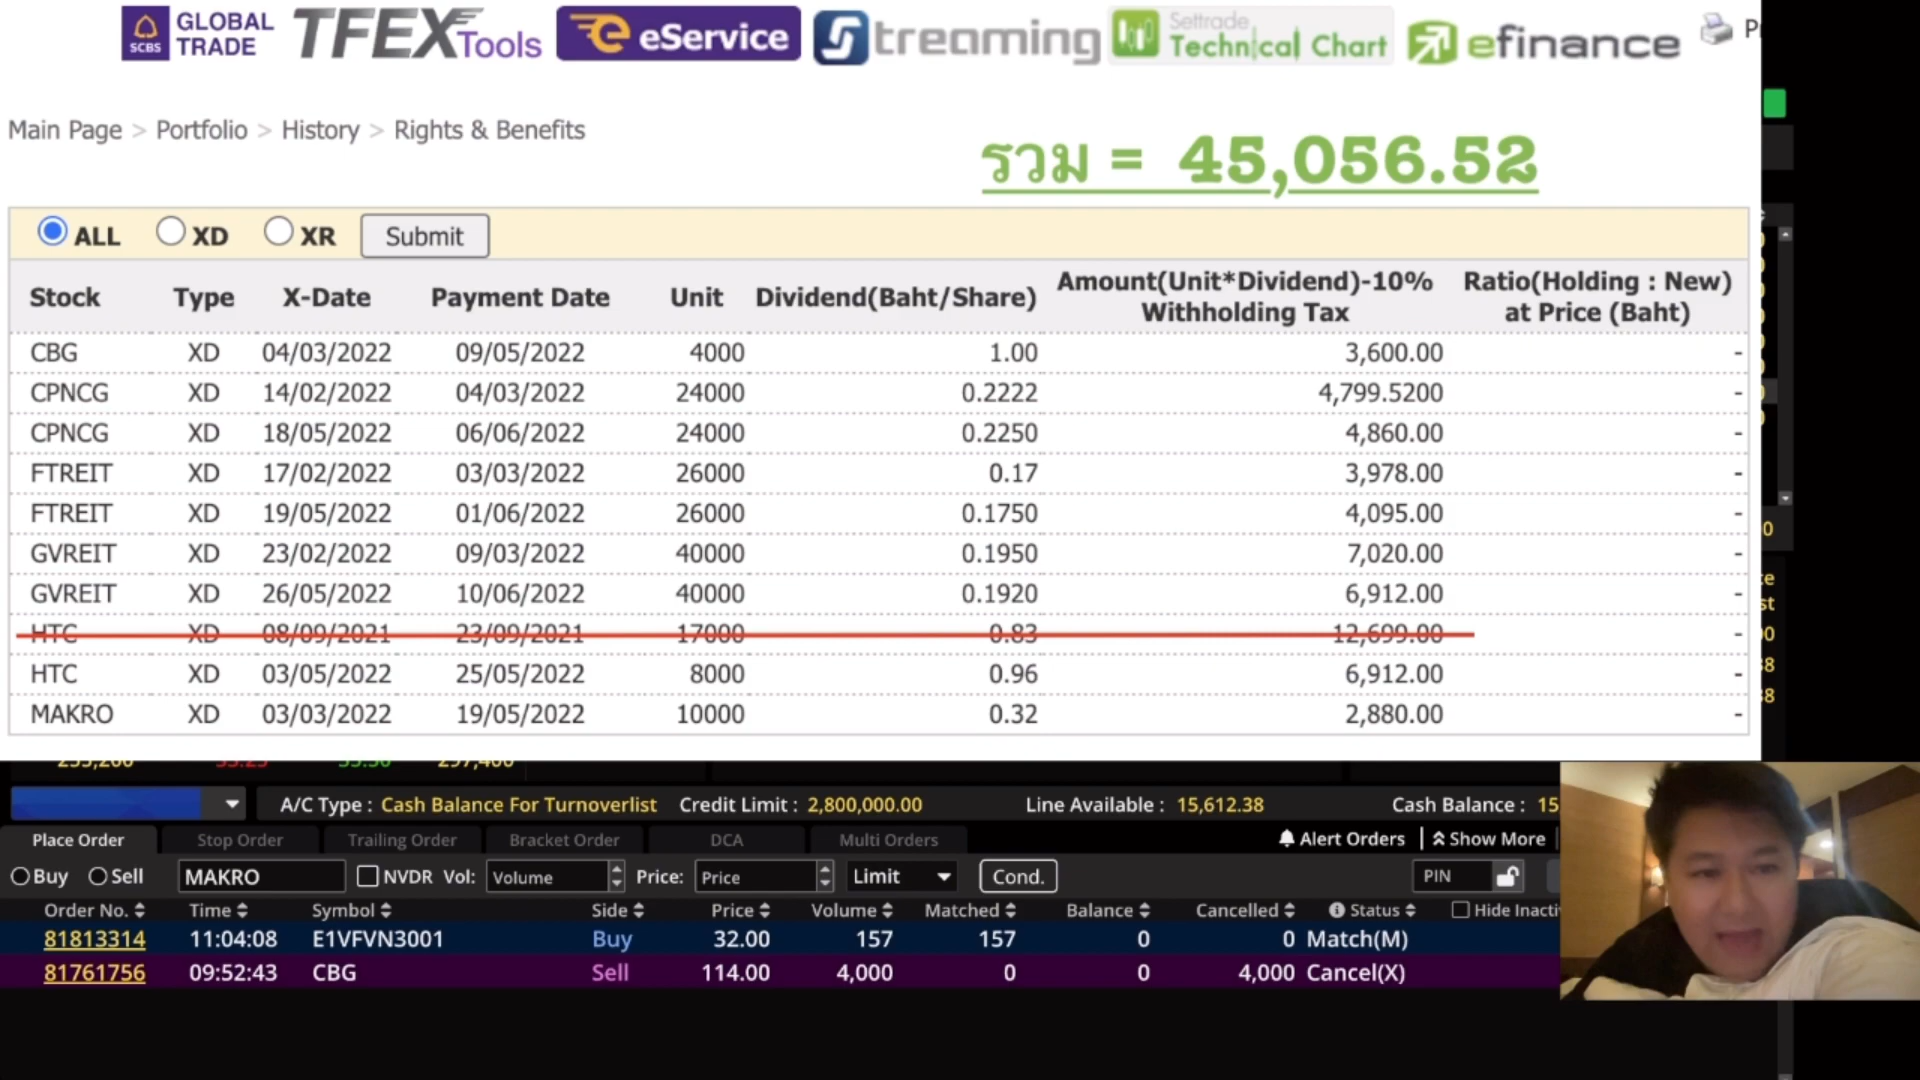 SCBS GLOBAL TRADE TFEX Tools eService Streaming Settrade Technical Chart efinance
Main Page > Portfolio > History > Rights & Benefits
รวม = 45,056.52
ALL XD XR Submit
Stock Type X-Date Payment Date Unit Dividend(Baht/Share) Amount(Unit*Dividend)-10% Withholding Tax Ratio(Holding : New) at Price (Baht)
CBG XD 04/03/2022 09/05/2022 4000 1.00 3,600.00 -
CPNCG XD 14/02/2022 04/03/2022 24000 0.2222 4,799.5200 -
CPNCG XD 18/05/2022 06/06/2022 24000 0.2250 4,860.00 -
FTREIT XD 17/02/2022 03/03/2022 26000 0.17 3,978.00 -
FTREIT XD 19/05/2022 01/06/2022 26000 0.1750 4,095.00 -
GVREIT XD 23/02/2022 09/03/2022 40000 0.1950 7,020.00 -
GVREIT XD 26/05/2022 10/06/2022 40000 0.1920 6,912.00 -
HTC XD 08/09/2021 23/09/2021 17000 0.83 12,699.00 -
HTC XD 03/05/2022 25/05/2022 8000 0.96 6,912.00 -
MAKRO XD 03/03/2022 19/05/2022 10000 0.32 2,880.00 -
A/C Type : Cash Balance For Turnoverlist Credit Limit : 2,800,000.00 Line Available : 15,612.38 Cash Balance : 15
Place Order Stop Order Trailing Order Bracket Order DCA Multi Orders Alert Orders Show More
Buy Sell MAKRO NVDR Vol: Volume Price: Price Limit Cond. PIN
Order No. Time Symbol Side Price Volume Matched Balance Cancelled Status Hide Inacti
81813314 11:04:08 E1VFVN3001 Buy 32.00 157 157 0 0 Match(M)
81761756 09:52:43 CBG Sell 114.00 4,000 0 0 4,000 Cancel(X)